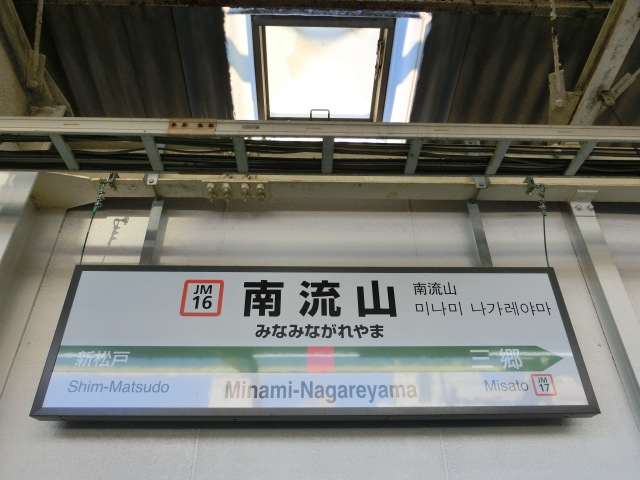 JM
16
南流山
南流山
미나미 나가레야마
みなみながれやま
新松戸
三郷
Shim-Matsudo
Minami-Nagareyama
Misato
JM
17